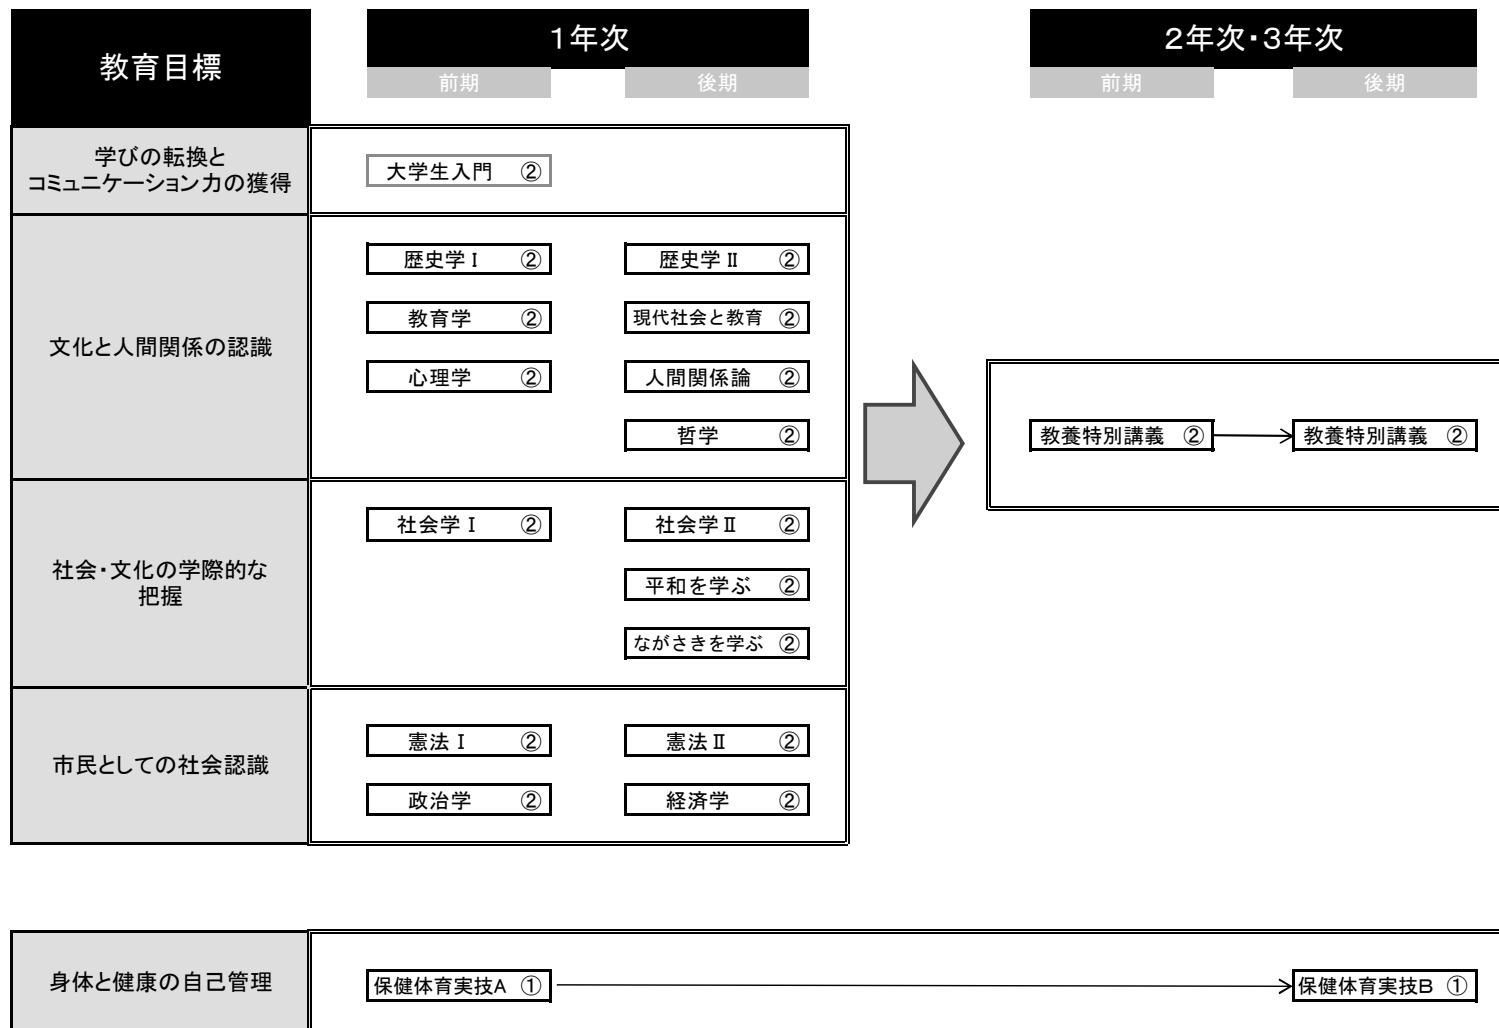 教育目標
1年次
2年次・3年次
前期
後期
前期
後期
学びの転換と
コミュニケーション力の獲得
大学生入門 ②
文化と人間関係の認識
歴史学Ⅰ ②
歴史学Ⅱ ②
教育学 ②
現代社会と教育 ②
心理学 ②
人間関係論 ②
哲学 ②
教養特別講義 ②
教養特別講義 ②
社会・文化の学際的な
把握
社会学Ⅰ ②
社会学Ⅱ ②
平和を学ぶ ②
ながさきを学ぶ ②
市民としての社会認識
憲法Ⅰ ②
憲法Ⅱ ②
政治学 ②
経済学 ②
身体と健康の自己管理
保健体育実技A ①
保健体育実技B ①